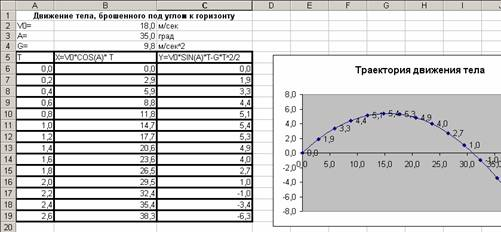 A B C D E F G H I
1 Движение тела, брошенного под углом к горизонту
2 V0= 18,0 м/сек
3 A= 35,0 град
4 G= 9,8 м/сек^2
5 T X=V0*COS(A)* T Y=V0*SIN(A)*T-G*T^2/2
6 0,0 0,0 0,0
7 0,2 2,9 1,9
8 0,4 5,9 3,3
9 0,6 8,8 4,4
10 0,8 11,8 5,1
11 1,0 14,7 5,4
12 1,2 17,7 5,3
13 1,4 20,6 4,9
14 1,6 23,6 4,0
15 1,8 26,5 2,7
16 2,0 29,5 1,0
17 2,2 32,4 -1,0
18 2,4 35,4 -3,4
19 2,6 38,3 -6,3
20
Траектория движения тела
8,0
6,0
4,0
2,0
0,0
-2,0
-4,0
-6,0
-8,0
0,0 1,9 3,3 4,4 5,1 5,4 5,3 4,9 4,0 2,7 1,0 -1,0
0,0 5,0 10,0 15,0 20,0 25,0 30,0 35,0